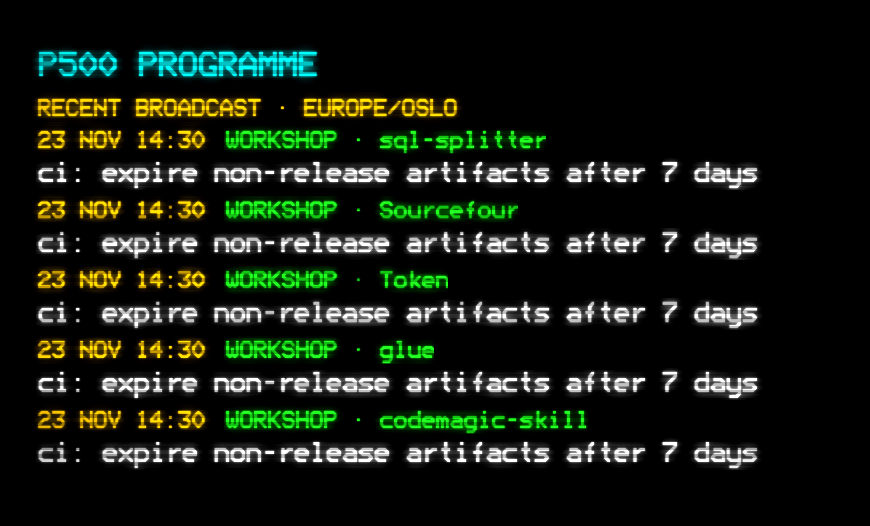 P500 PROGRAMME
RECENT BROADCAST · EUROPE/OSLO
23 NOV 14:30 WORKSHOP · sql-splitter
ci: expire non-release artifacts after 7 days
23 NOV 14:30 WORKSHOP · Sourcefour
ci: expire non-release artifacts after 7 days
23 NOV 14:30 WORKSHOP · Token
ci: expire non-release artifacts after 7 days
23 NOV 14:30 WORKSHOP · glue
ci: expire non-release artifacts after 7 days
23 NOV 14:30 WORKSHOP · codemagic-skill
ci: expire non-release artifacts after 7 days